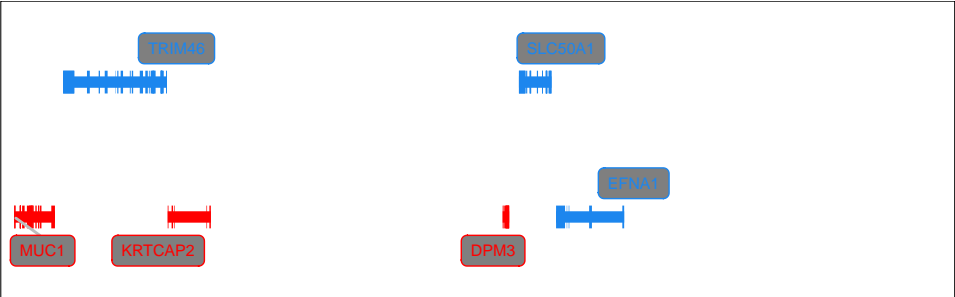 TRIM46
SLC50A1
EFNA1
MUC1
KRTCAP2
DPM3